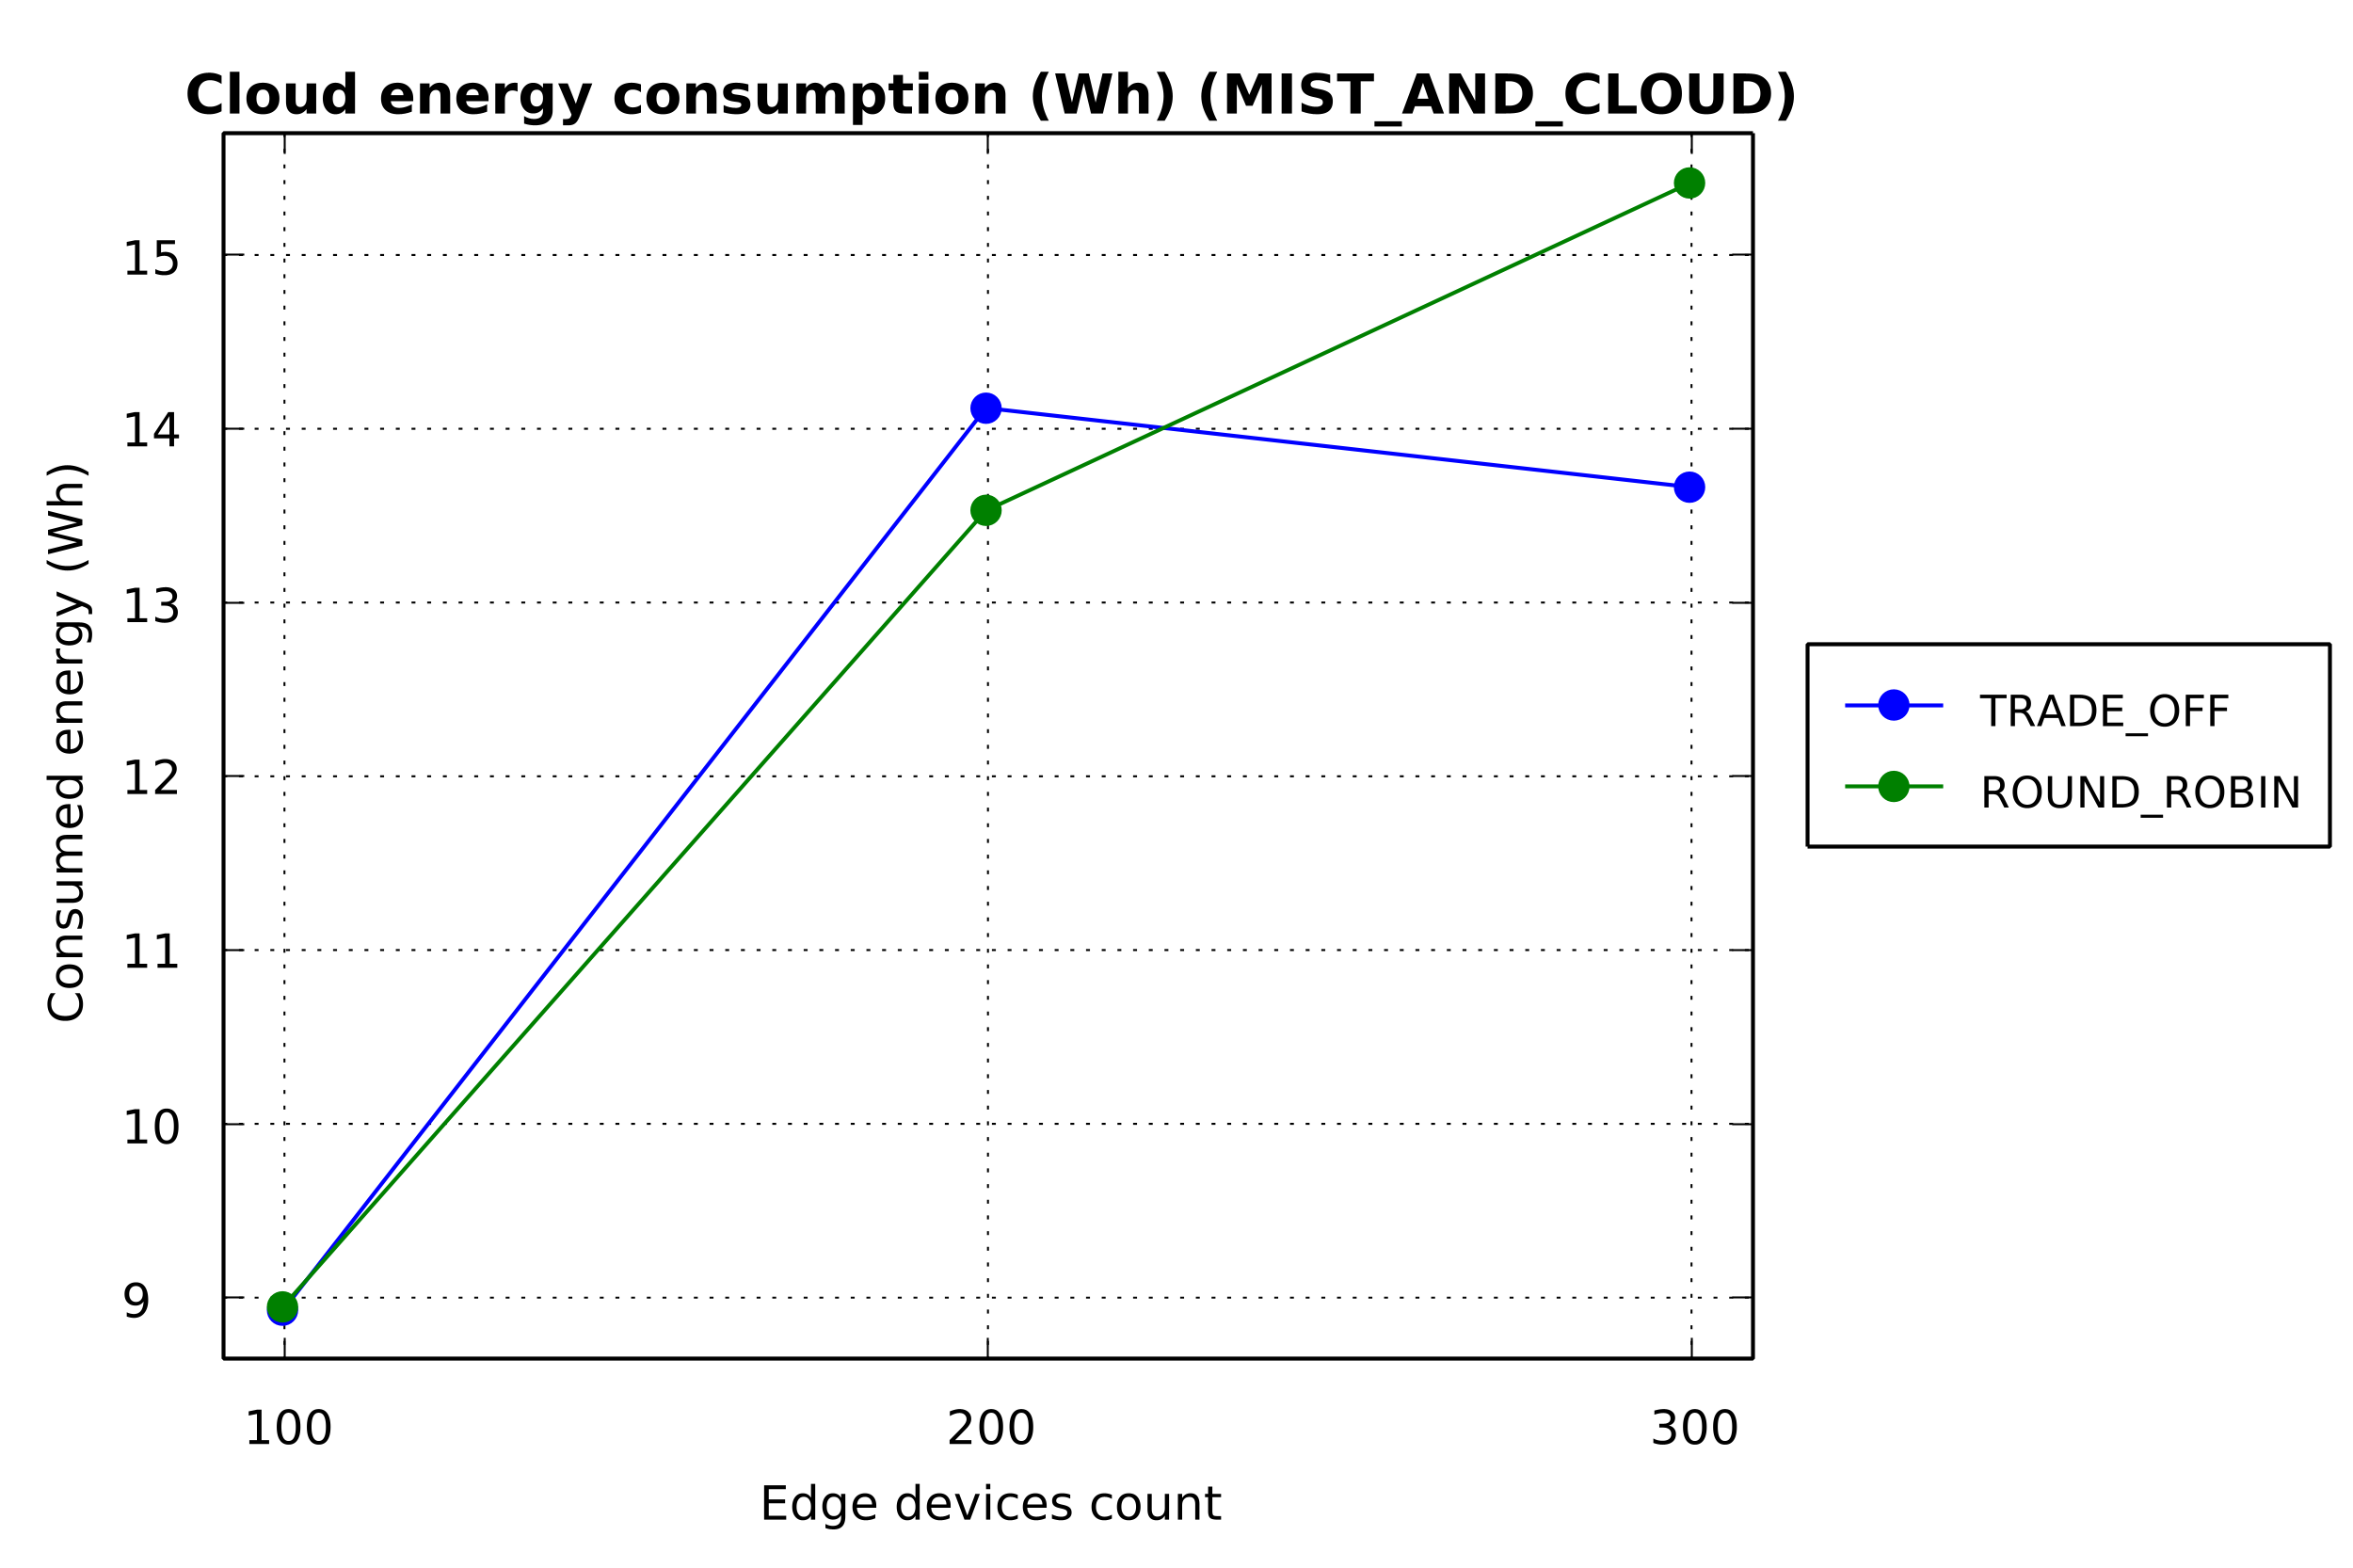 Cloud energy consumption (Wh) (MIST_AND_CLOUD)
15
14
13
12
11
10
9
Consumed energy (Wh)
100 200 300
Edge devices count
TRADE_OFF
ROUND_ROBIN